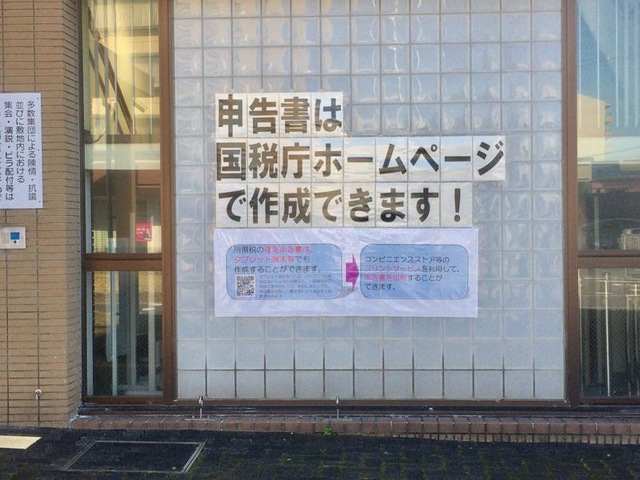 多数集団による陳情・抗議
並びに敷地内における
集会・演説・ビラ配付等は
申告書は
国税庁ホームページ
で作成できます！
所得税の確定申告書は、
タブレット端末等でも
作成することができます。
コンビニエンスストア等の
プリントサービスを利用して、
申告書を印刷することが
できます。